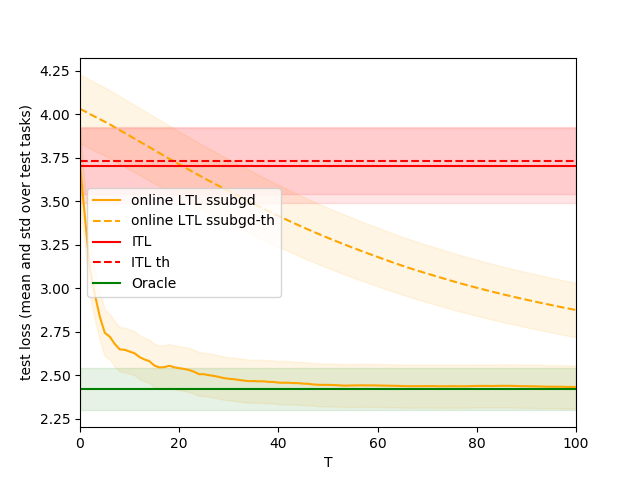 test loss (mean and std over test tasks)
4.25
4.00
3.75
3.50
3.25
3.00
2.75
2.50
2.25
online LTL ssubgd
online LTL ssubgd-th
ITL
ITL th
Oracle
0 20 40 60 80 100
T